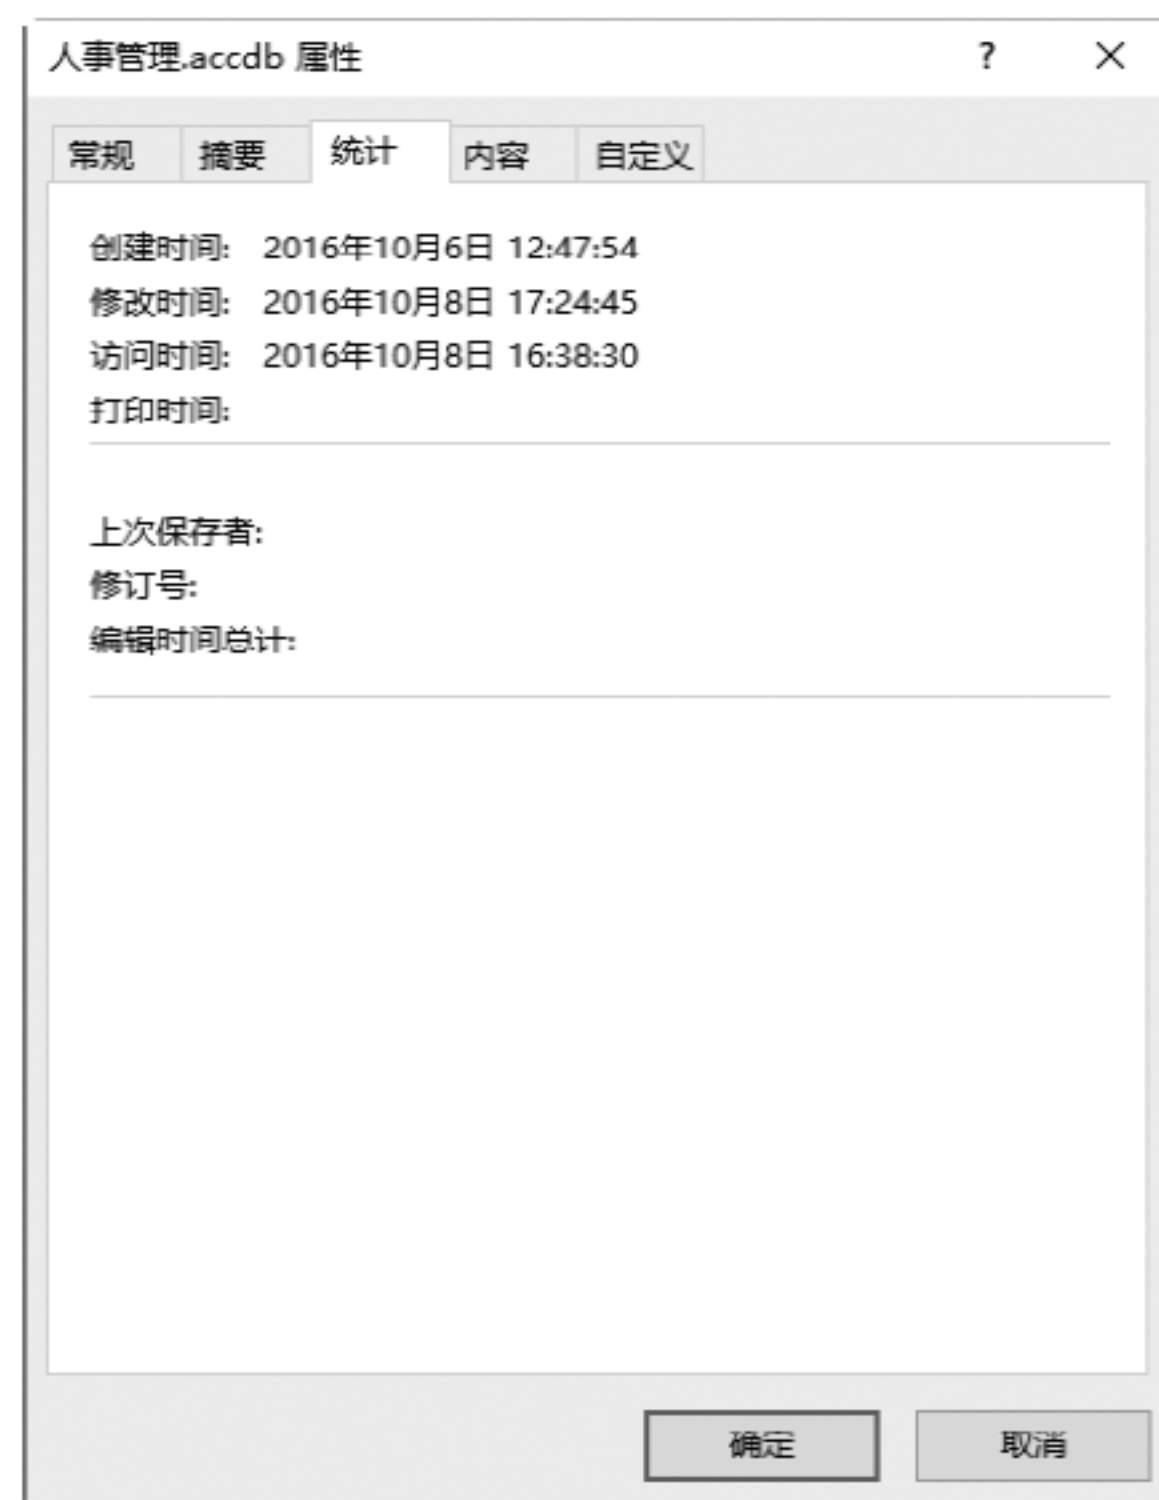 人事管理.accdb 属性 ? ×
常规 摘要 统计 内容 自定义
创建时间: 2016年10月6日 12:47:54
修改时间: 2016年10月8日 17:24:45
访问时间: 2016年10月8日 16:38:30
打印时间:
上次保存者:
修订号:
编辑时间总计:
确定 取消